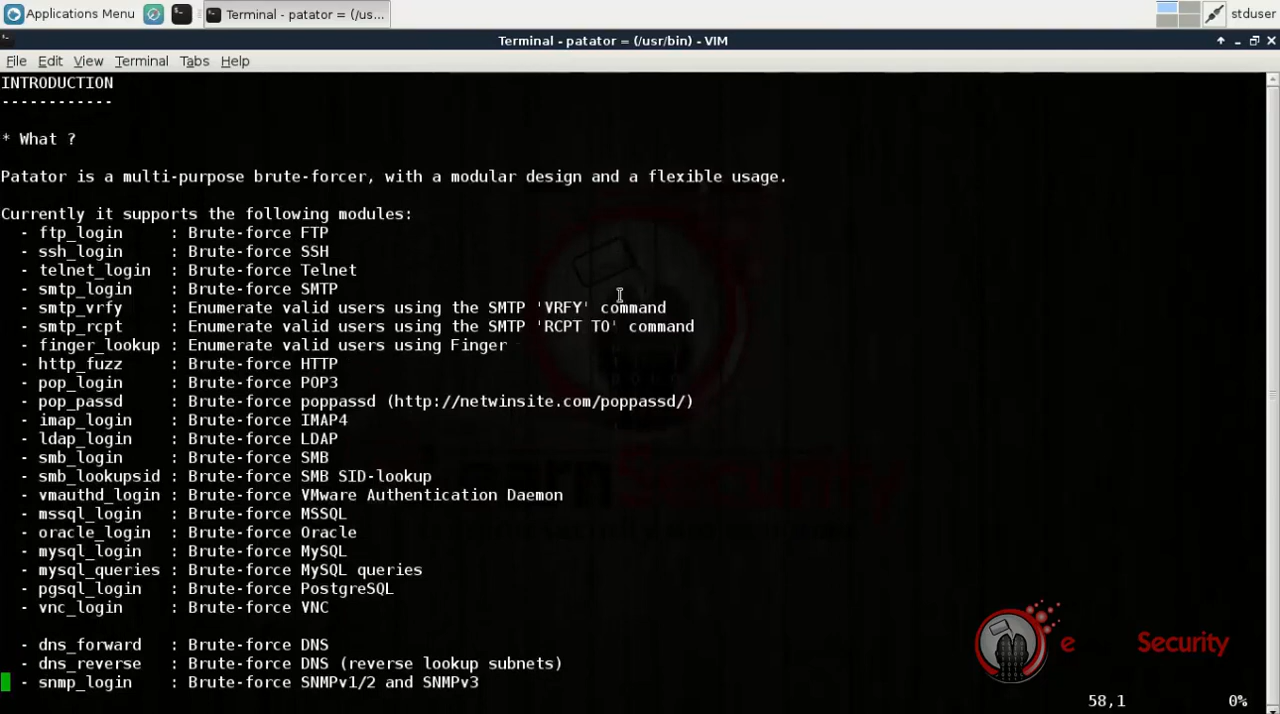 Applications Menu
Terminal - patator = (/us...
stduser
Terminal - patator = (/usr/bin) - VIM
File Edit View Terminal Tabs Help
INTRODUCTION
------------
* What ?
Patator is a multi-purpose brute-forcer, with a modular design and a flexible usage.
Currently it supports the following modules:
- ftp_login : Brute-force FTP
- ssh_login : Brute-force SSH
- telnet_login : Brute-force Telnet
- smtp_login : Brute-force SMTP
- smtp_vrfy : Enumerate valid users using the SMTP 'VRFY' command
- smtp_rcpt : Enumerate valid users using the SMTP 'RCPT TO' command
- finger_lookup : Enumerate valid users using Finger
- http_fuzz : Brute-force HTTP
- pop_login : Brute-force POP3
- pop_passd : Brute-force poppassd (http://netwinsite.com/poppassd/)
- imap_login : Brute-force IMAP4
- ldap_login : Brute-force LDAP
- smb_login : Brute-force SMB
- smb_lookupsid : Brute-force SMB SID-lookup
- vmauthd_login : Brute-force VMware Authentication Daemon
- mssql_login : Brute-force MSSQL
- oracle_login : Brute-force Oracle
- mysql_login : Brute-force MySQL
- mysql_queries : Brute-force MySQL queries
- pgsql_login : Brute-force PostgreSQL
- vnc_login : Brute-force VNC
- dns_forward : Brute-force DNS
- dns_reverse : Brute-force DNS (reverse lookup subnets)
- snmp_login : Brute-force SNMPv1/2 and SNMPv3
58,1 0%
e Security
earnSecurity